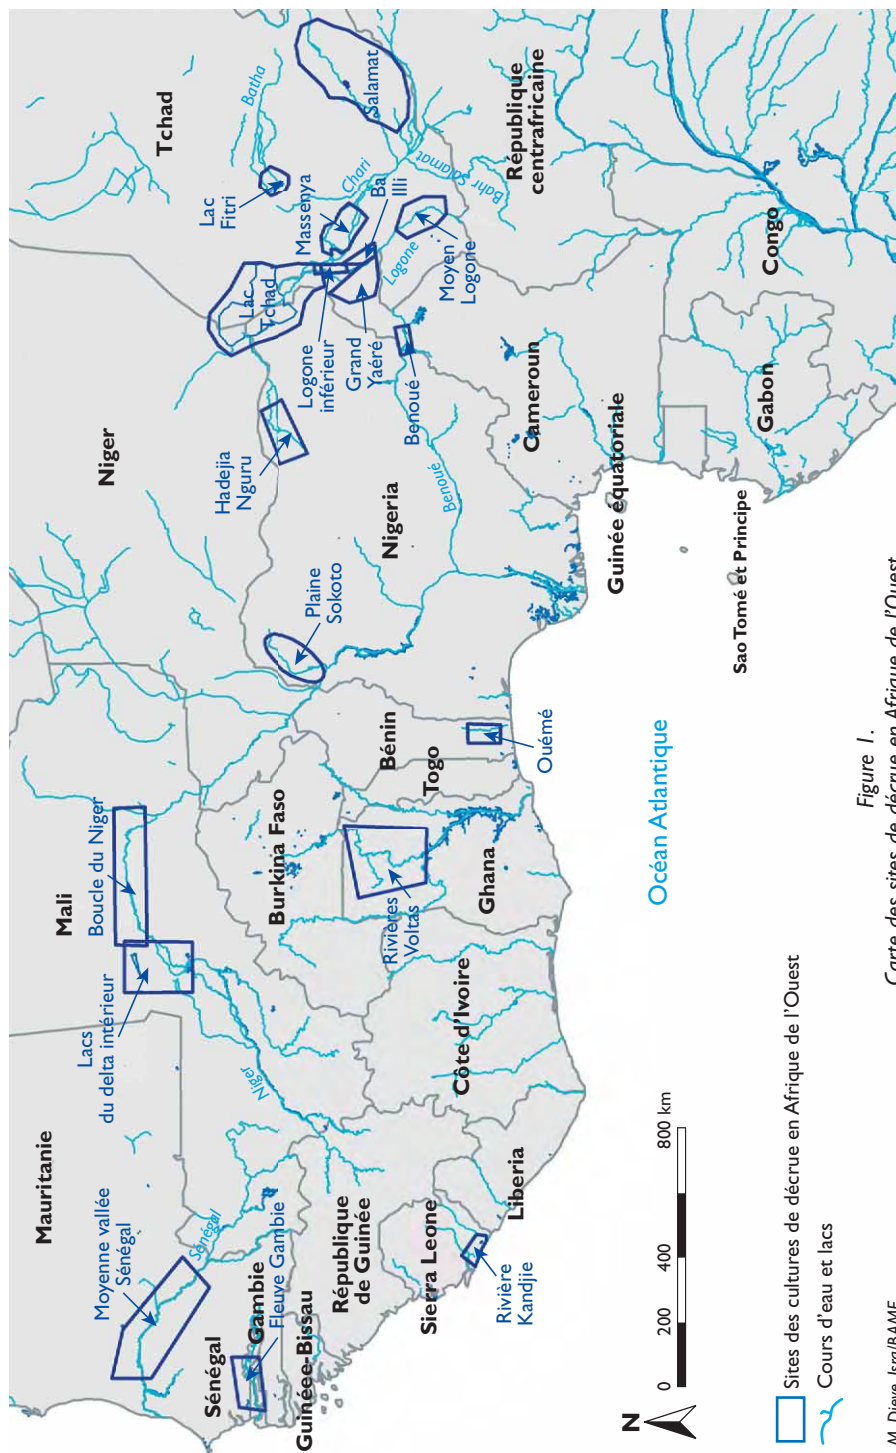 Mauritanie
Mali
Niger
Tchad
Moyenne vallée
Sénégal
Lacs
du delta intérieur
Boucle du Niger
Hadejia
Nguru
Lac
Tchad
Lac
Fitri
Batha
Massenya
Chari
Salamat
Ba
Illi
Bahr Salamat
Logone
Logone
inférieur
Grand
Yaéré
Moyen
Logone
Benoué
Sénégal
Sénégal
Gambie
Fleuve Gambie
Guinéee-Bissau
République
de Guinée
Niger
Burkina Faso
Plaine
Sokoto
Nigeria
Benoué
République
centrafricaine
Sierra Leone
Rivière
Kandjie
Liberia
Côte d'Ivoire
Rivières
Voltas
Ghana
Togo
Bénin
Ouémé
Cameroun
Guinée équatoriale
Sao Tomé et Principe
Gabon
Congo
Océan Atlantique
N
0 200 400 800 km
Sites des cultures de décrue en Afrique de l'Ouest
Cours d'eau et lacs
Figure 1.
Carte des sites de décrue en Afrique de l'Ouest
M. Dieye, Isra/BAME